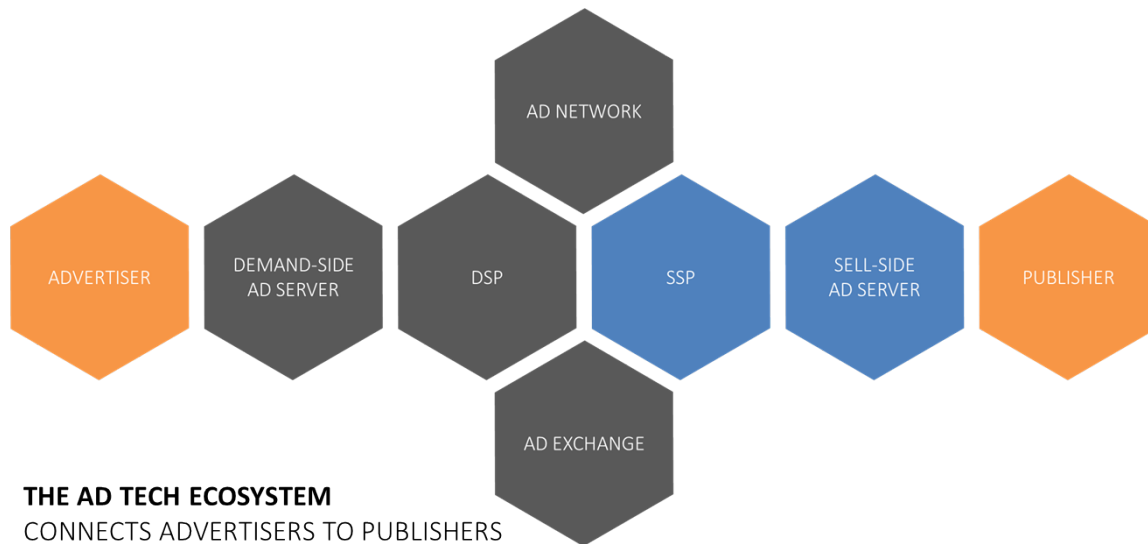 AD NETWORK
ADVERTISER
DEMAND-SIDE
AD SERVER
DSP
SSP
SELL-SIDE
AD SERVER
PUBLISHER
AD EXCHANGE
THE AD TECH ECOSYSTEM
CONNECTS ADVERTISERS TO PUBLISHERS